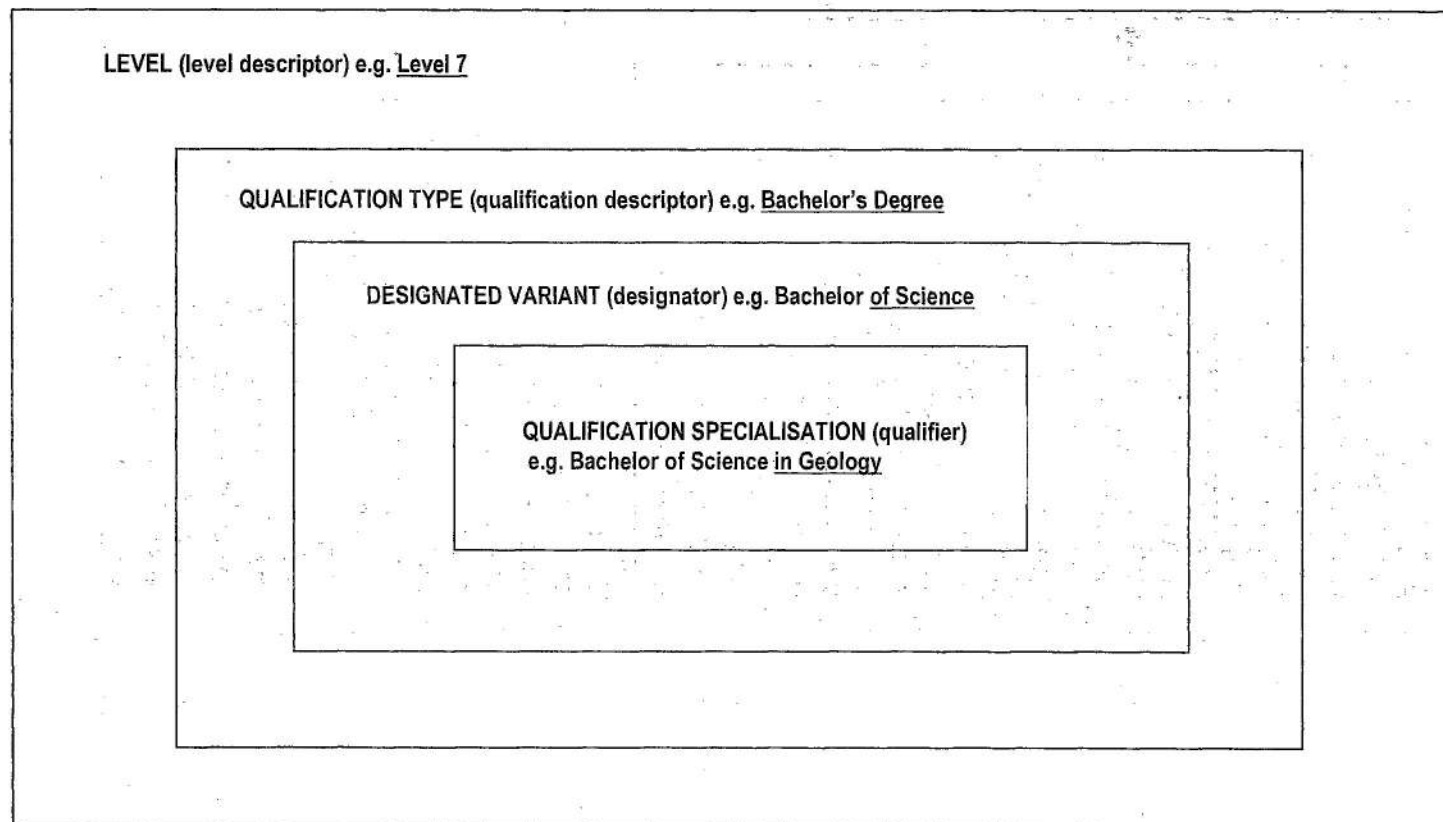 LEVEL (level descriptor) e.g. Level 7
QUALIFICATION TYPE (qualification descriptor) e.g. Bachelor's Degree
DESIGNATED VARIANT (designator) e.g. Bachelor of Science
QUALIFICATION SPECIALISATION (qualifier)
e.g. Bachelor of Science in Geology